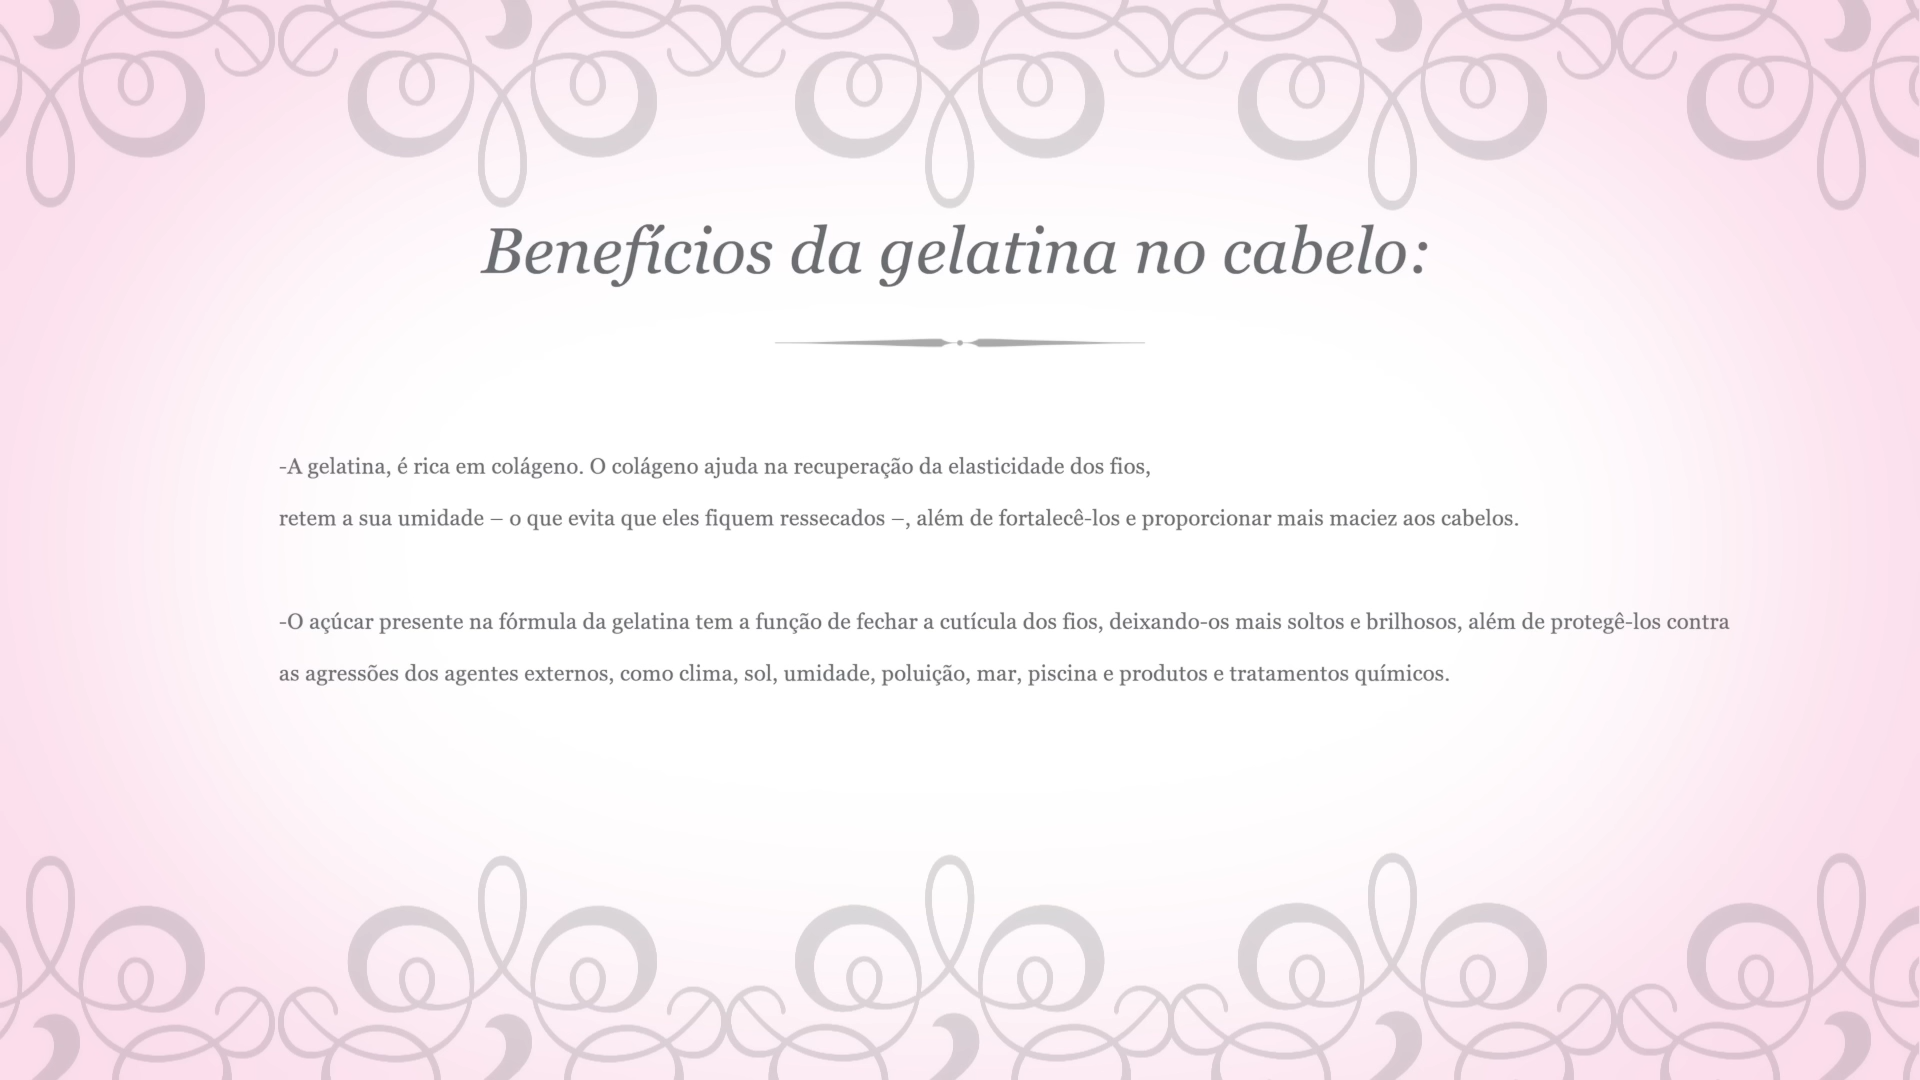 Benefícios da gelatina no cabelo:
-A gelatina, é rica em colágeno. O colágeno ajuda na recuperação da elasticidade dos fios,
retem a sua umidade – o que evita que eles fiquem ressecados –, além de fortalecê-los e proporcionar mais maciez aos cabelos.
-O açúcar presente na fórmula da gelatina tem a função de fechar a cutícula dos fios, deixando-os mais soltos e brilhosos, além de protegê-los contra
as agressões dos agentes externos, como clima, sol, umidade, poluição, mar, piscina e produtos e tratamentos químicos.